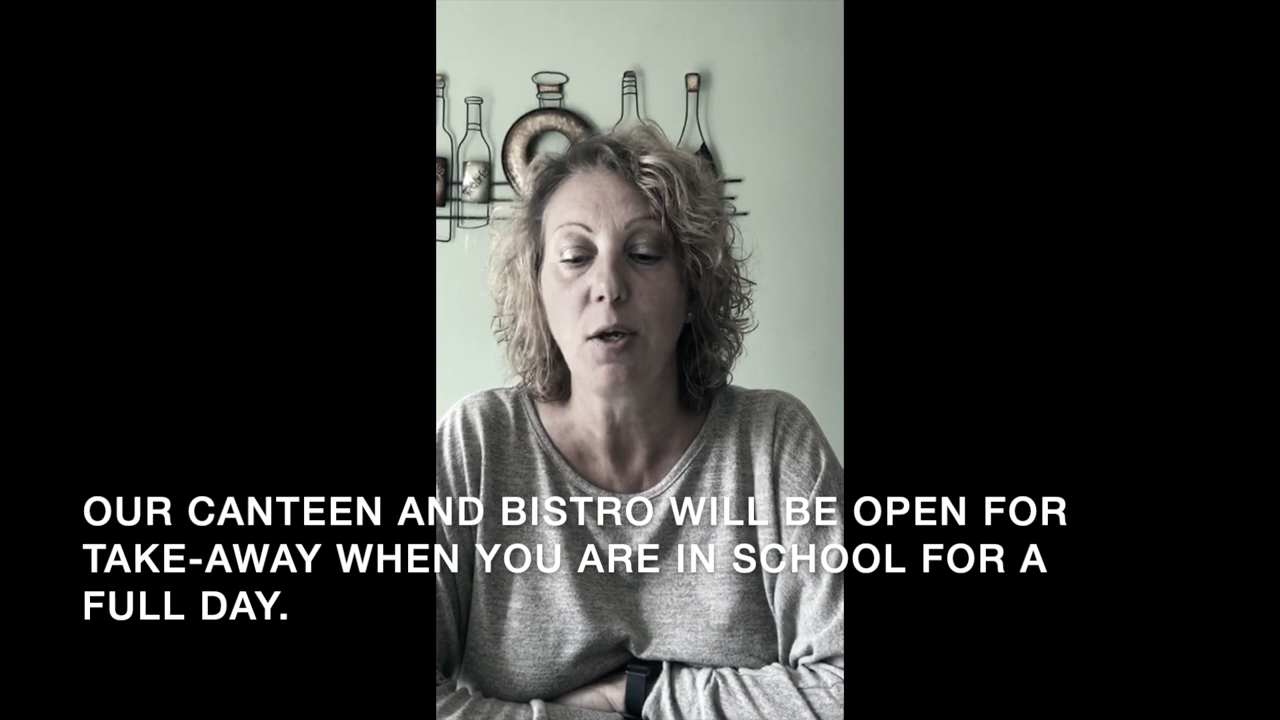 OUR CANTEEN AND BISTRO WILL BE OPEN FOR
TAKE-AWAY WHEN YOU ARE IN SCHOOL FOR A
FULL DAY.